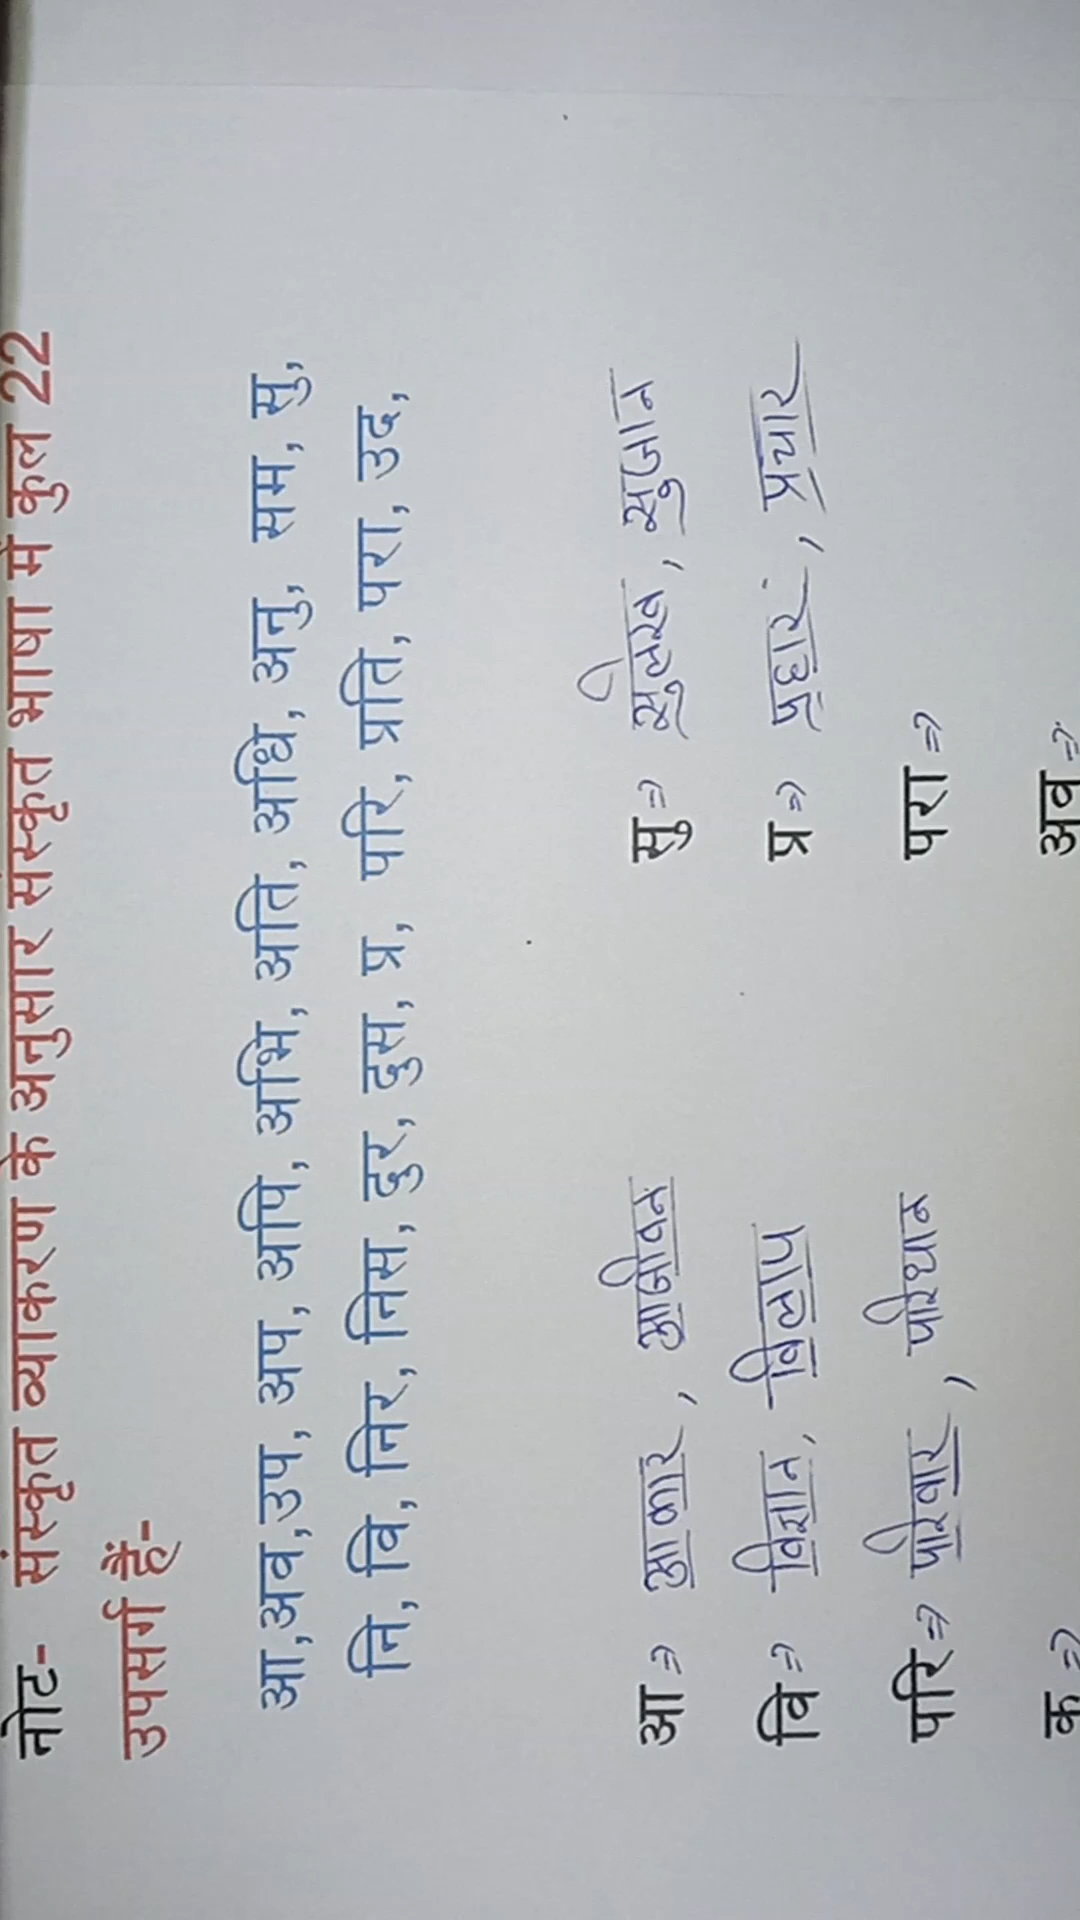 नोट- संस्कृत व्याकरण के अनुसार संस्कृत भाषा में कुल 22
उपसर्ग हैं-
आ,अव,उप, अप, अपि, अभि, अति, अधि, अनु, सम, सु,
नि, वि, निर, निस, दुर, दुस, प्र, परि, प्रति, परा, उद,
आ ⇒ आकार, आजीवन सु ⇒ सुलेख, सुजान
वि ⇒ विज्ञान, विलाप प्र ⇒ प्रहार, प्रचार
परि ⇒ परिवार, परिधान परा ⇒
क ⇒ अव ⇒